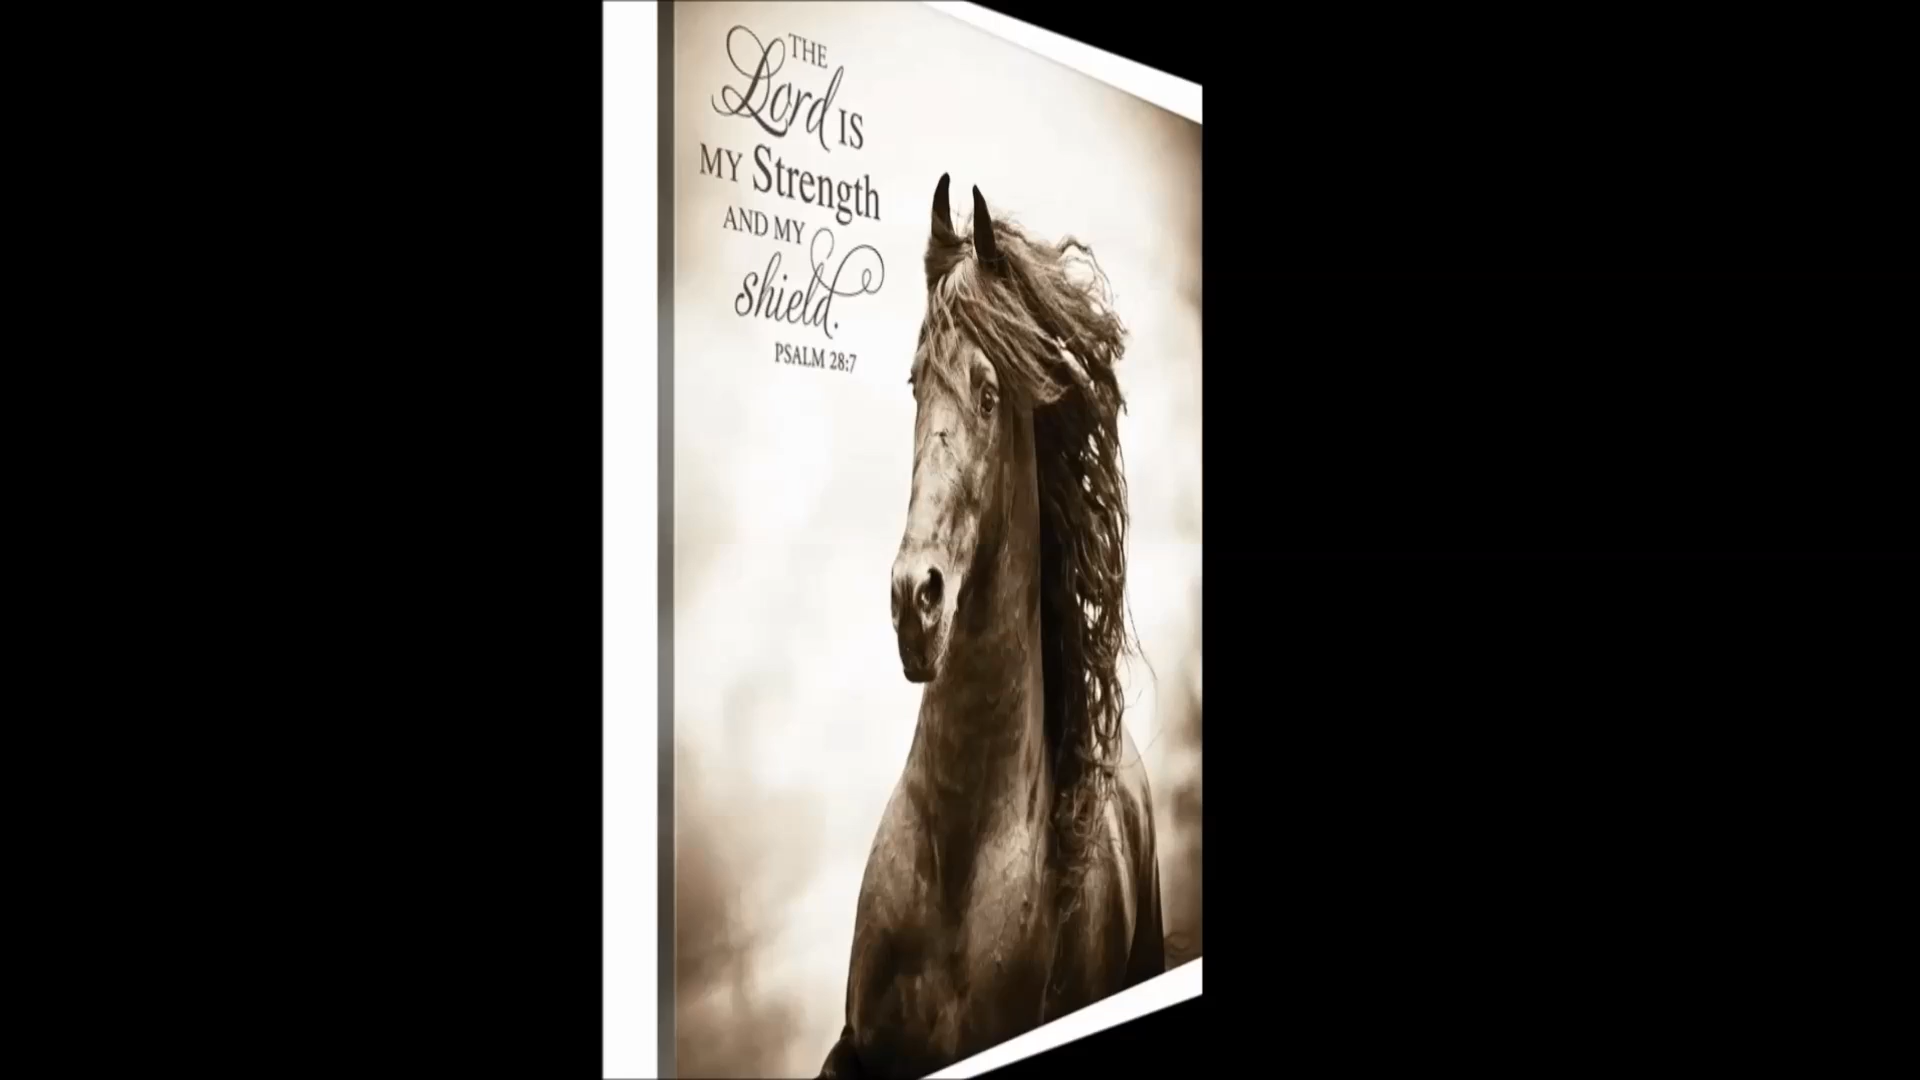 THE
Lord IS
MY Strength
AND MY
shield.
PSALM 28:7